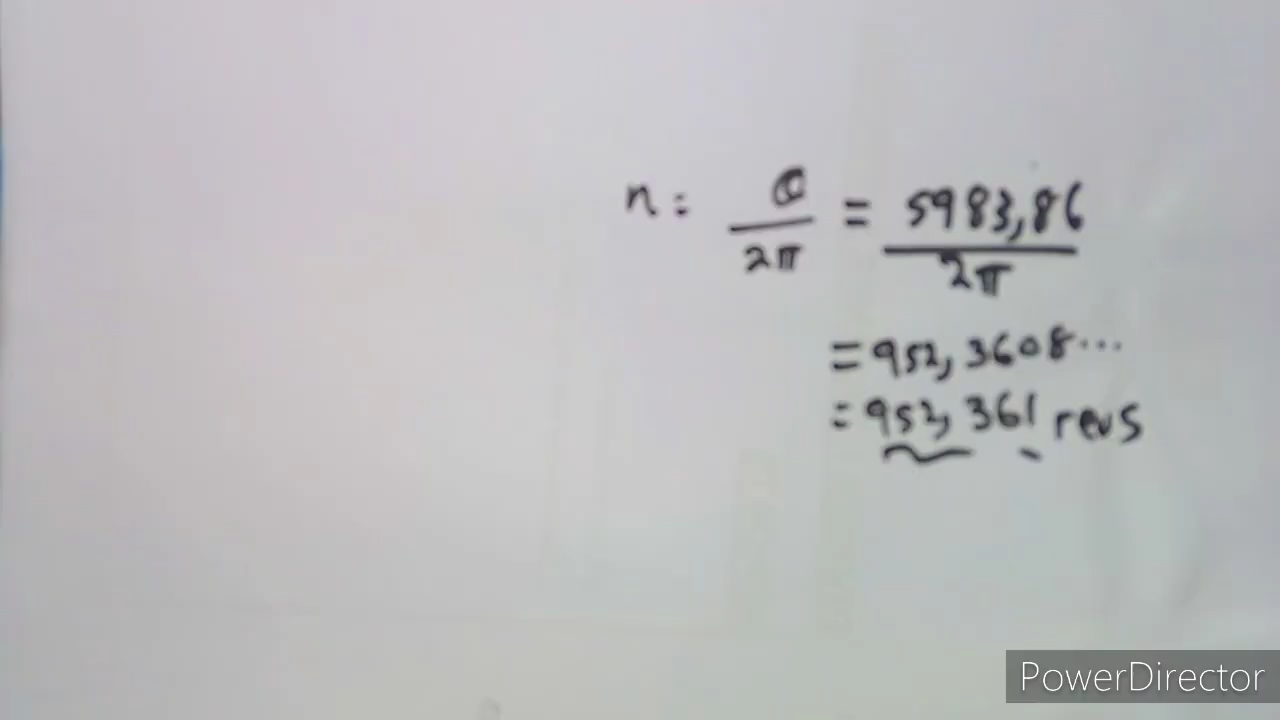 n = θ/2π = 5983,86/2π
= 952,3608...
= 952,361 revs
PowerDirector